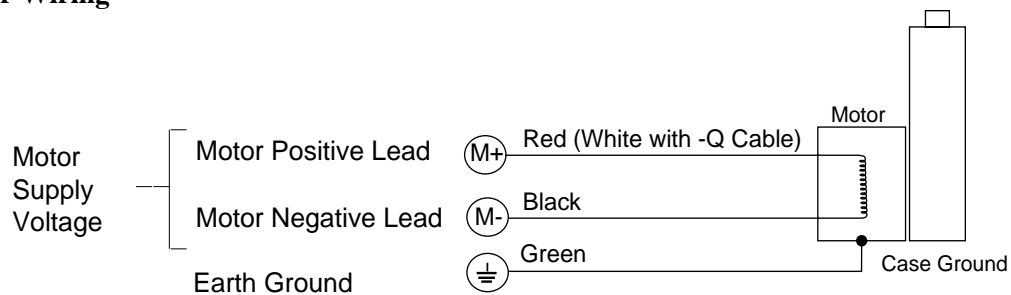 Wiring
Motor
Supply
Voltage
Motor Positive Lead
M+
Red (White with -Q Cable)
Motor Negative Lead
M-
Black
Earth Ground
Green
Motor
Case Ground